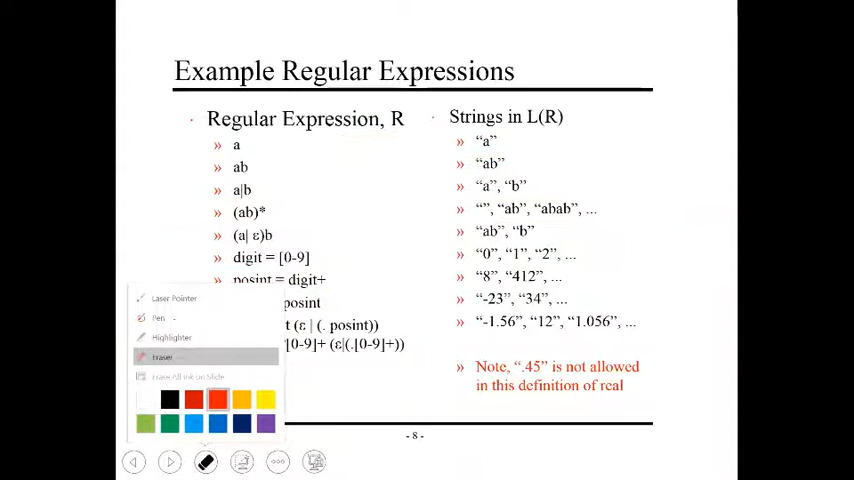 Example Regular Expressions
· Regular Expression, R
» a
» ab
» a|b
» (ab)*
» (a| ε)b
» digit = [0-9]
» posint = digit+
posint
t (ε | (. posint))
[0-9]+ (ε|(.[0-9]+))
· Strings in L(R)
» “a”
» “ab”
» “a”, “b”
» “”, “ab”, “abab”, ...
» “ab”, “b”
» “0”, “1”, “2”, ...
» “8”, “412”, ...
» “-23”, “34”, ...
» “-1.56”, “12”, “1.056”, ...
» Note, “.45” is not allowed
in this definition of real
Laser Pointer
Pen
Highlighter
Eraser
Erase All Ink on Slide
- 8 -